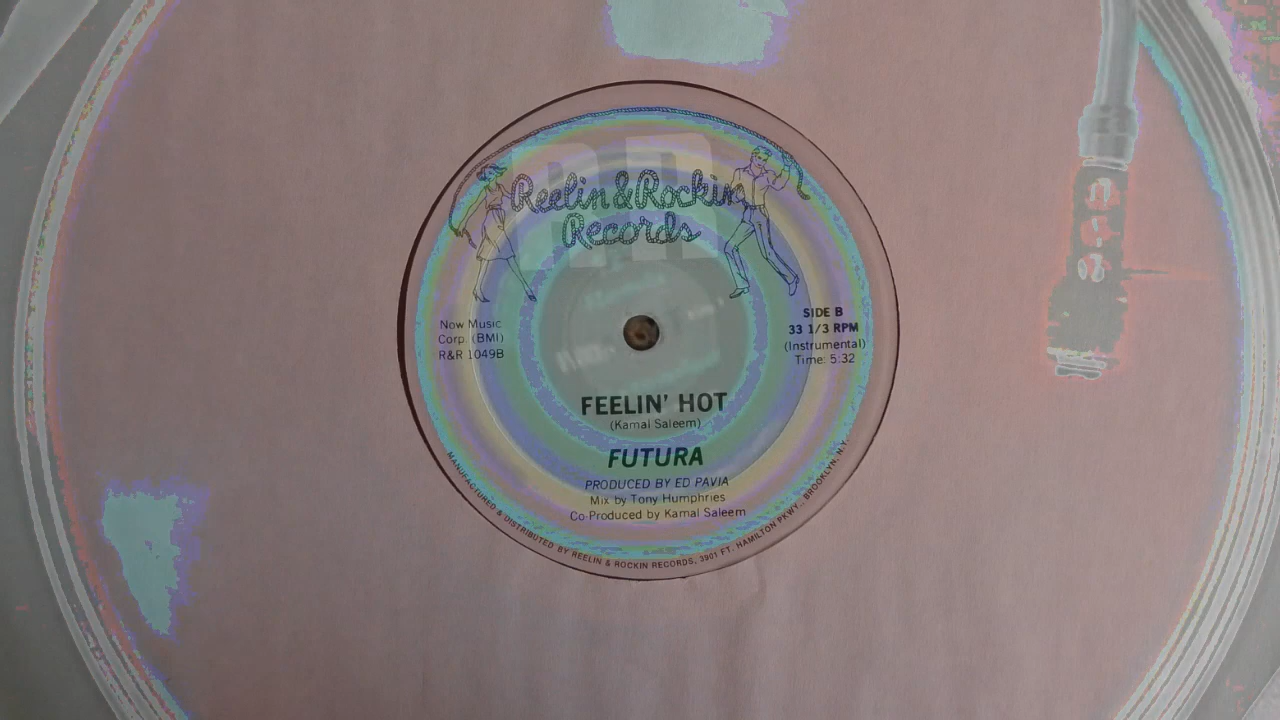 Reelin & Rockin
Records
Now Music
Corp. (BMI)
R&R 1049B
SIDE B
33 1/3 RPM
(Instrumental)
Time: 5:32
FEELIN' HOT
(Kamal Saleem)
FUTURA
PRODUCED BY ED PAVIA
Mix by Tony Humphries
Co-Produced by Kamal Saleem
MANUFACTURED & DISTRIBUTED BY REELIN & ROCKIN RECORDS, 3901 FT. HAMILTON PKWY., BROOKLYN, N.Y.